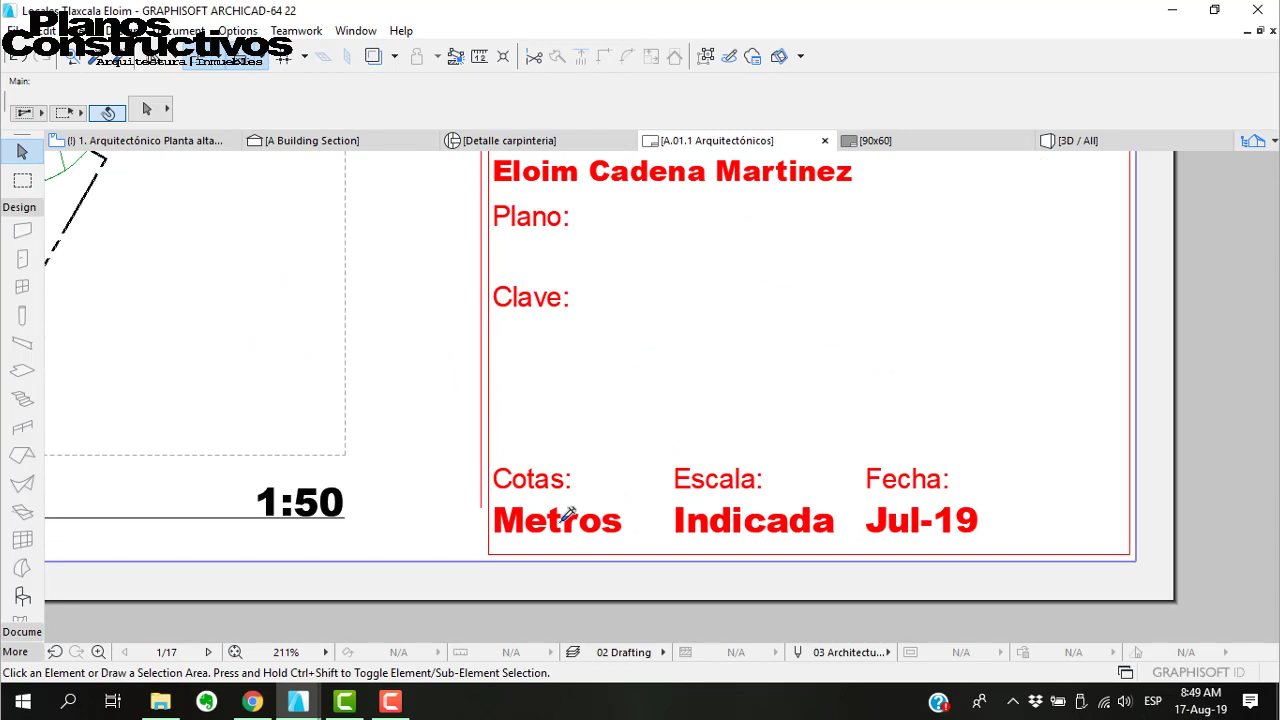 Locales Tlaxcala Eloim - GRAPHISOFT ARCHICAD-64 22
Planos
Document Options Teamwork Window Help
Constructivos
Arquitectura|Inmuebles
Main:
(!) 1. Arquitectónico Planta alta... [A Building Section] [Detalle carpinteria] [A.01.1 Arquitectónicos] [90x60] [3D / All]
Eloim Cadena Martinez
Design
Plano:
Clave:
Cotas: Escala: Fecha:
1:50
Metros Indicada Jul-19
Docume
More 1/17 211% N/A N/A N/A 02 Drafting N/A 03 Architectu... N/A N/A N/A
Click an Element or Draw a Selection Area. Press and Hold Ctrl+Shift to Toggle Element/Sub-Element Selection.
GRAPHISOFT ID
ESP
8:49 AM
17-Aug-19